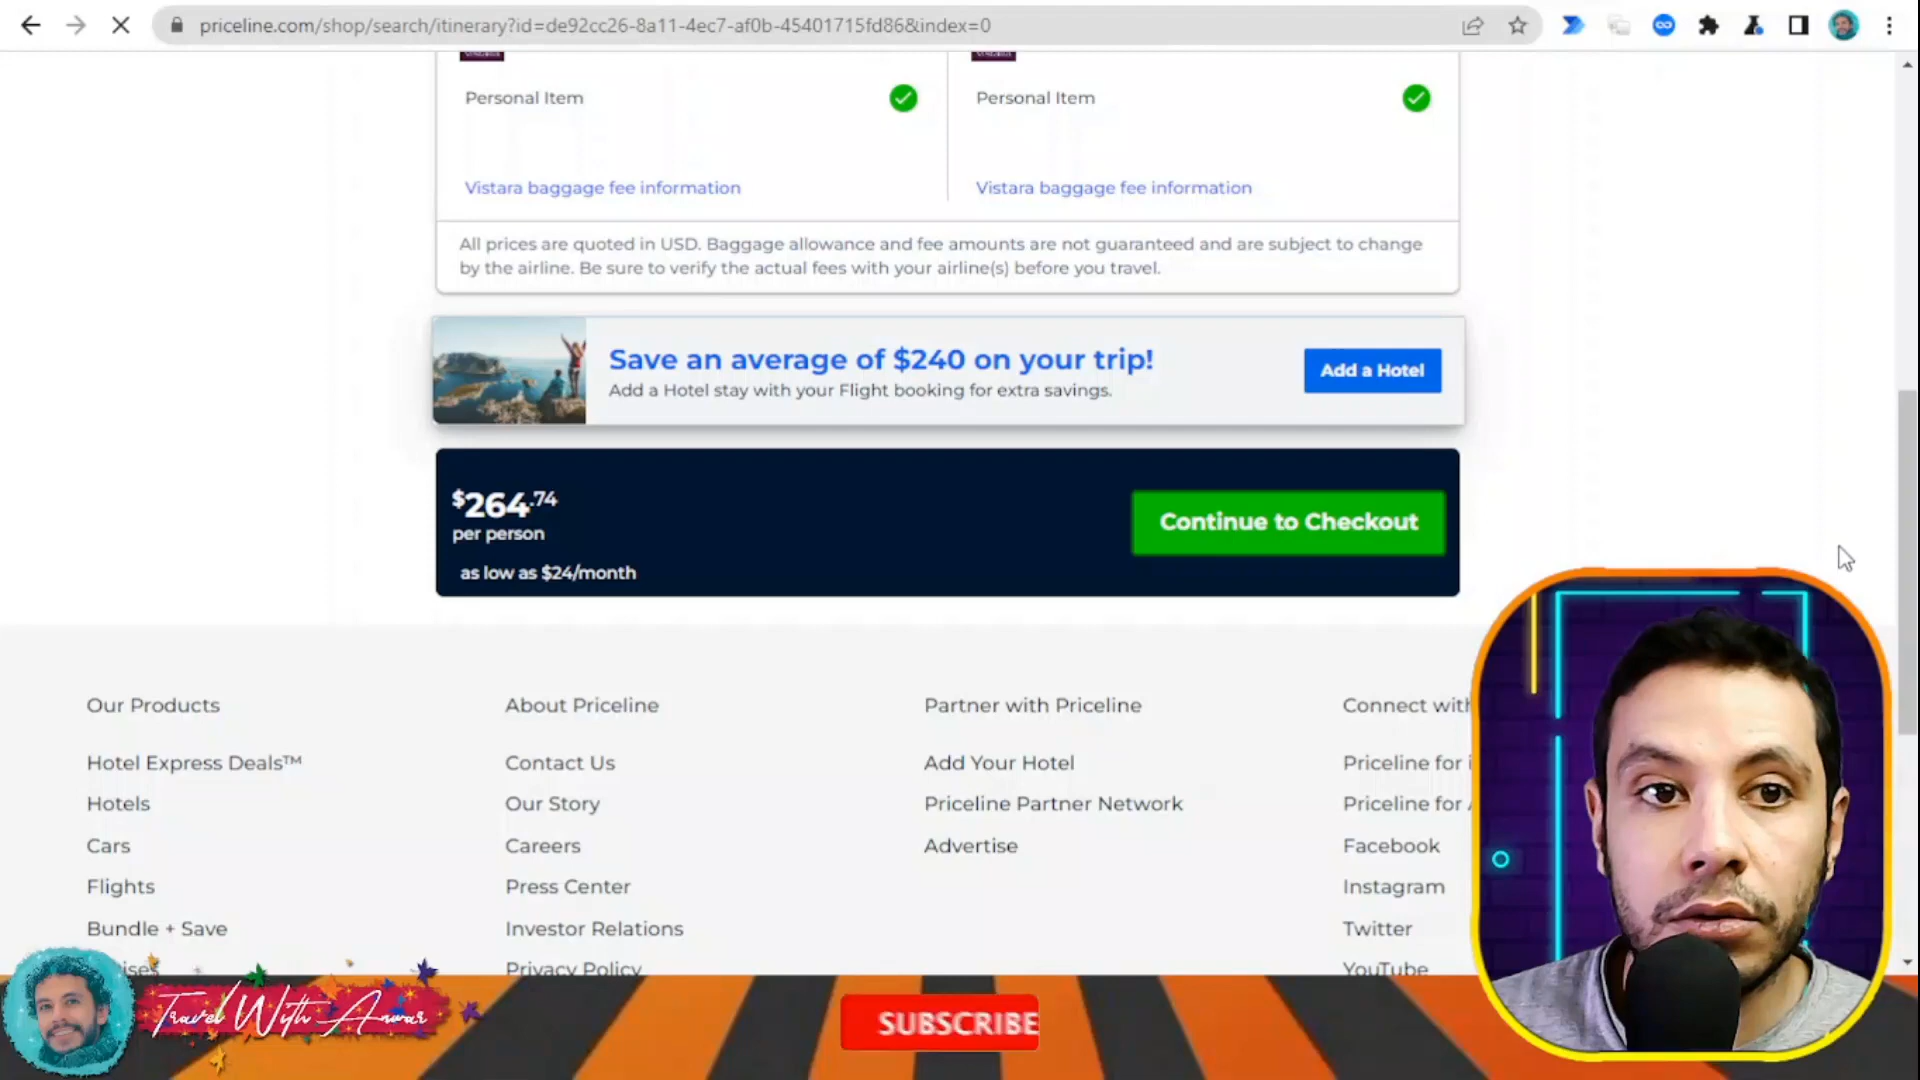 priceline.com/shop/search/itinerary?id=de92cc26-8a11-4ec7-af0b-45401715fd86&index=0
Personal Item
Personal Item
Vistara baggage fee information
Vistara baggage fee information
All prices are quoted in USD. Baggage allowance and fee amounts are not guaranteed and are subject to change
by the airline. Be sure to verify the actual fees with your airline(s) before you travel.
Save an average of $240 on your trip!
Add a Hotel stay with your Flight booking for extra savings.
Add a Hotel
$264.74
per person
as low as $24/month
Continue to Checkout
Our Products
Hotel Express Deals™
Hotels
Cars
Flights
Bundle + Save
About Priceline
Contact Us
Our Story
Careers
Press Center
Investor Relations
Privacy Policy
Partner with Priceline
Add Your Hotel
Priceline Partner Network
Advertise
Connect with
Priceline for
Priceline for
Facebook
Instagram
Twitter
YouTube
Travel With Anwar
SUBSCRIBE